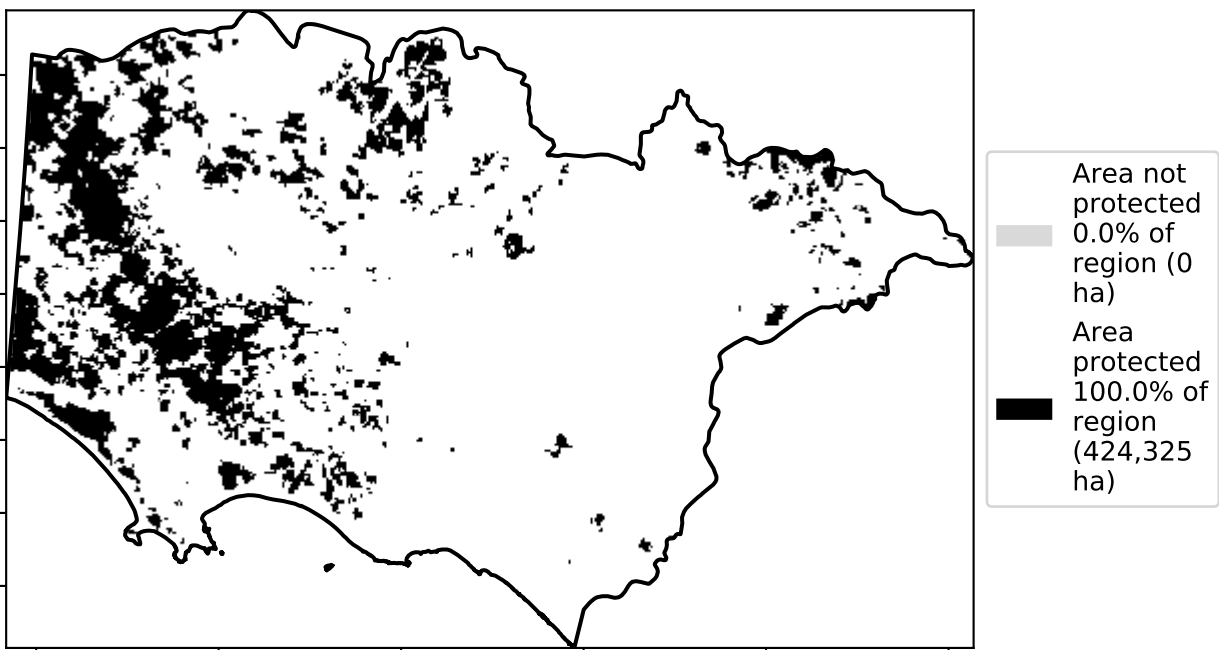 Area not
protected
0.0% of
region (0
ha)
Area
protected
100.0% of
region
(424,325
ha)